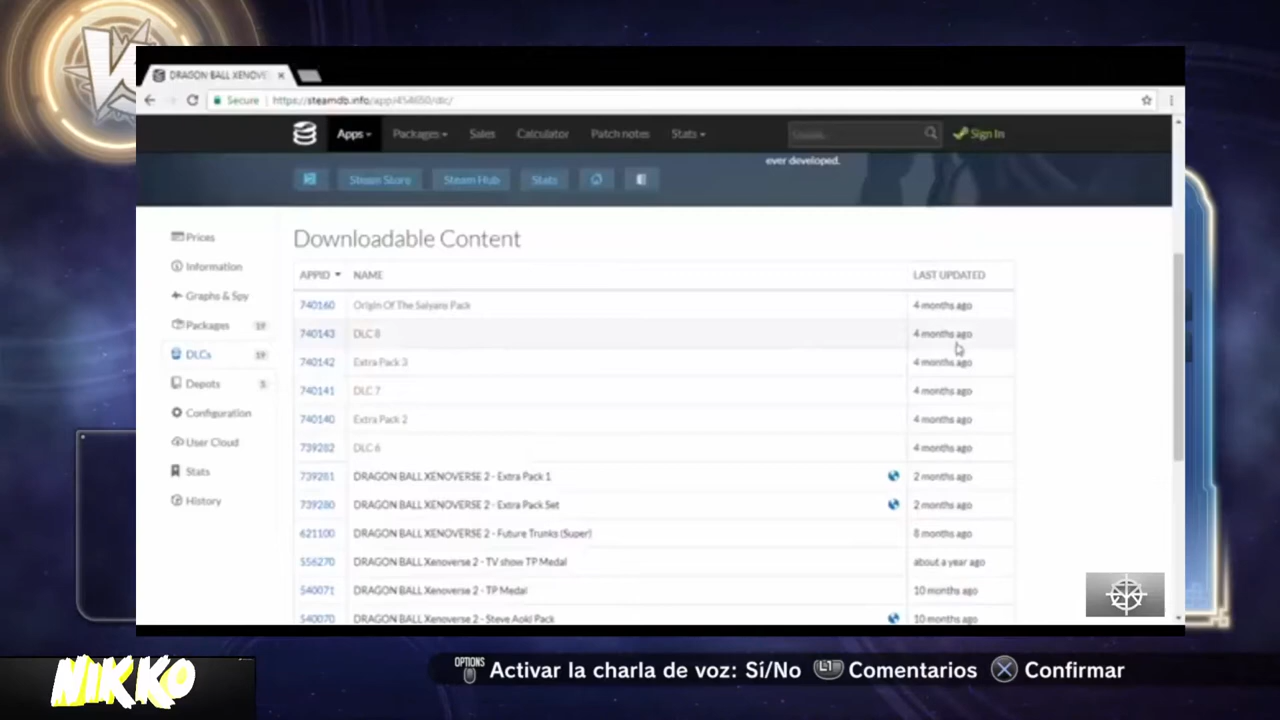 DRAGON BALL XENOVE
Secure https://steamdb.info/app/454650/dlc/
Apps Packages Sales Calculator Patch notes Stats Sign In
ever developed.
Steam Store Steam Hub Stats
Prices
Information
Graphs & Spy
Packages 19
DLCs 19
Depots 5
Configuration
User Cloud
Stats
History
Downloadable Content
APPID NAME LAST UPDATED
740160 Origin Of The Saiyans Pack 4 months ago
740143 DLC 8 4 months ago
740142 Extra Pack 3 4 months ago
740141 DLC 7 4 months ago
740140 Extra Pack 2 4 months ago
739282 DLC 6 4 months ago
739281 DRAGON BALL XENOVERSE 2 - Extra Pack 1 2 months ago
739280 DRAGON BALL XENOVERSE 2 - Extra Pack Set 2 months ago
621100 DRAGON BALL XENOVERSE 2 - Future Trunks (Super) 8 months ago
556270 DRAGON BALL Xenoverse 2 - TV show TP Medal about a year ago
540071 DRAGON BALL Xenoverse 2 - TP Medal 10 months ago
540070 DRAGON BALL Xenoverse 2 - Steve Aoki Pack 10 months ago
NIKKO
OPTIONS Activar la charla de voz: Sí/No L1 Comentarios Confirmar